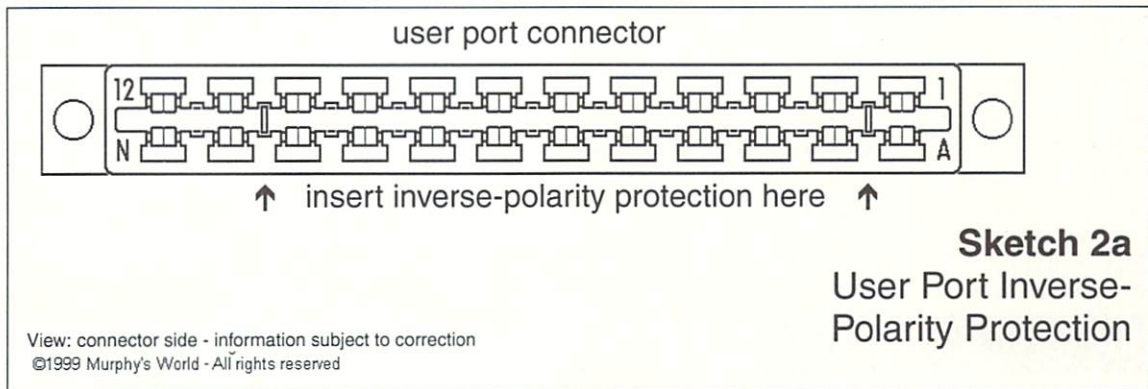 user port connector
12 1
N A
insert inverse-polarity protection here
Sketch 2a
User Port Inverse-
Polarity Protection
View: connector side - information subject to correction
©1999 Murphy's World - All rights reserved